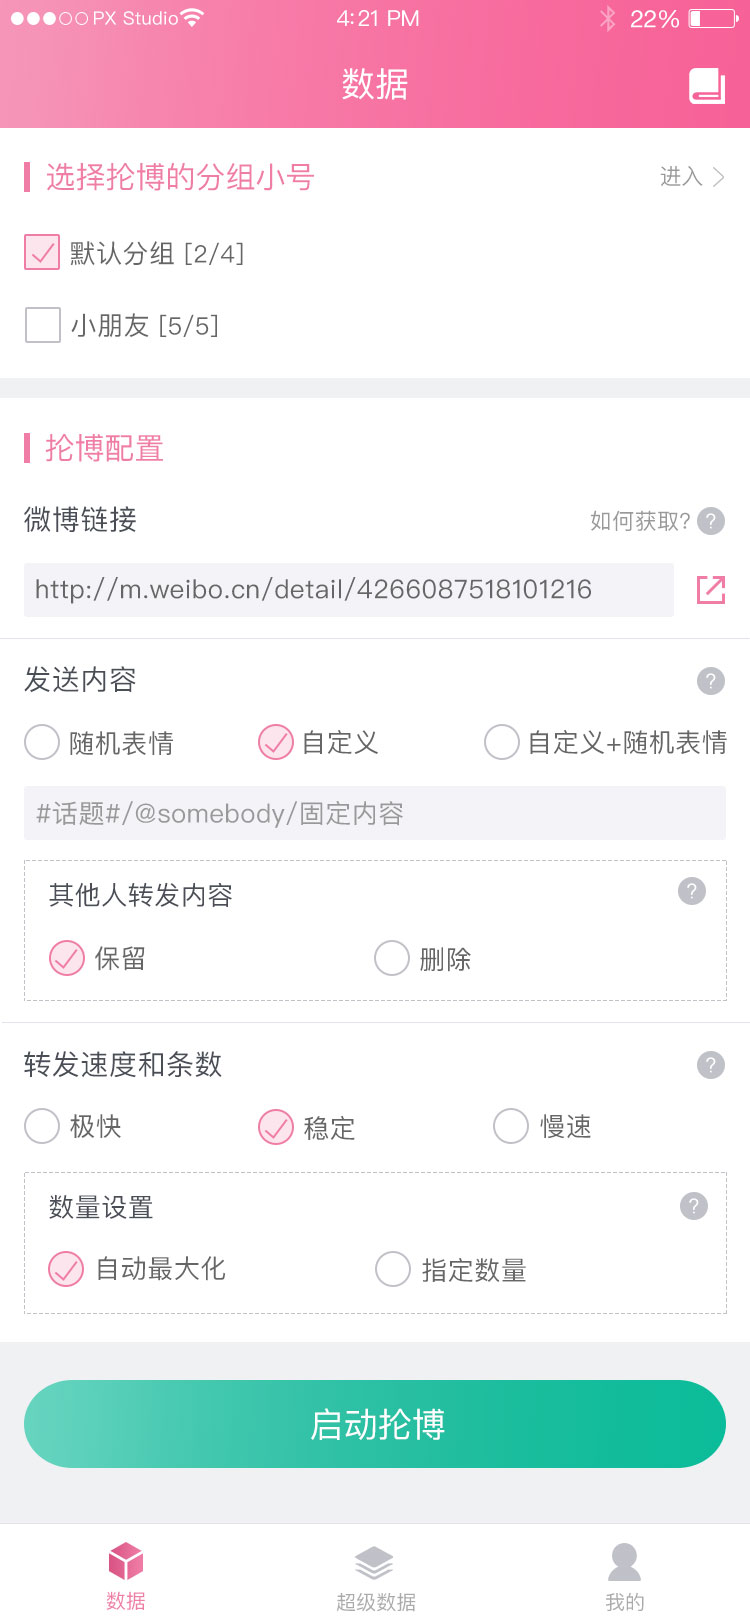 PX Studio 4:21 PM 22%
数据
选择抡博的分组小号 进入
默认分组 [2/4]
小朋友 [5/5]
抡博配置
微博链接 如何获取? ?
http://m.weibo.cn/detail/4266087518101216
发送内容 ?
随机表情 自定义 自定义+随机表情
#话题#/@somebody/固定内容
其他人转发内容 ?
保留 删除
转发速度和条数 ?
极快 稳定 慢速
数量设置 ?
自动最大化 指定数量
启动抡博
数据 超级数据 我的